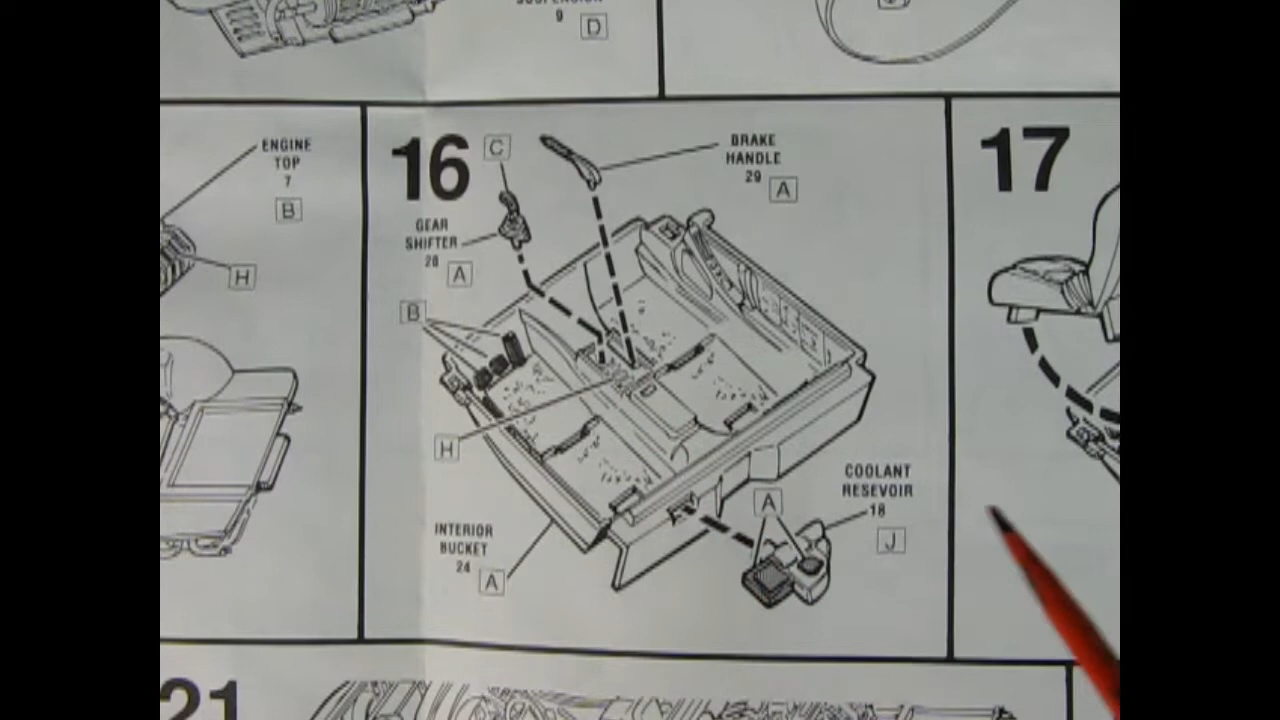 9
D
ENGINE
TOP
7
B
H
16
C
BRAKE
HANDLE
29
A
GEAR
SHIFTER
28
A
B
H
INTERIOR
BUCKET
24
A
A
COOLANT
RESEVOIR
18
J
17
21